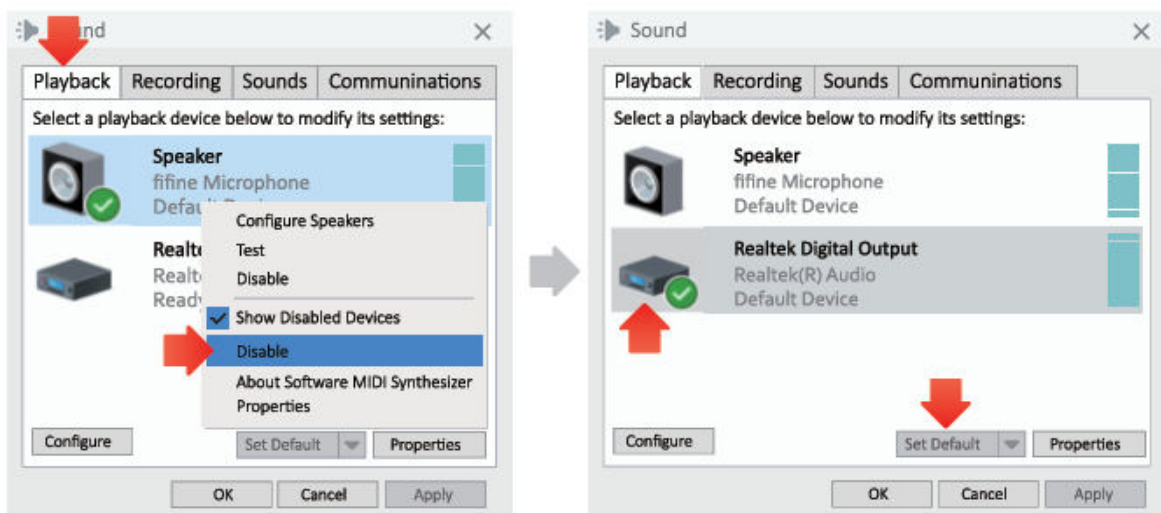 Sound
Playback Recording Sounds Communinations
Select a playback device below to modify its settings:
Speaker
fifine Microphone
Configure Speakers
Test
Disable
Show Disabled Devices
Disable
About Software MIDI Synthesizer
Properties
Configure Set Default Properties
OK Cancel Apply
Sound
Playback Recording Sounds Communinations
Select a playback device below to modify its settings:
Speaker
fifine Microphone
Default Device
Realtek Digital Output
Realtek(R) Audio
Default Device
Configure Set Default Properties
OK Cancel Apply